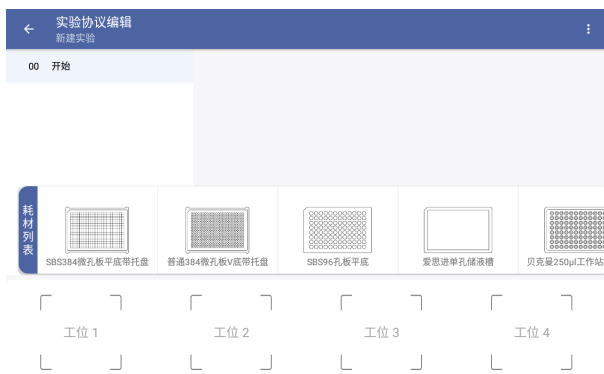 实验协议编辑
新建实验
00 开始
耗材列表
SBS384微孔板平底带托盘
普通384微孔板V底带托盘
SBS96孔板平底
爱思进单孔储液槽
贝克曼250μl工作站
工位 1
工位 2
工位 3
工位 4